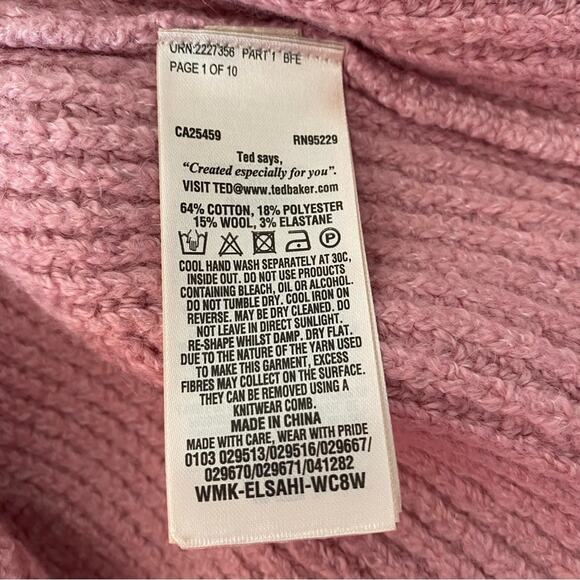 URN:2227356 PART 1 BFE
PAGE 1 OF 10
CA25459 RN95229
Ted says,
“Created especially for you”.
VISIT TED@www.tedbaker.com
64% COTTON, 18% POLYESTER
15% WOOL, 3% ELASTANE
P
COOL HAND WASH SEPARATELY AT 30C,
INSIDE OUT. DO NOT USE PRODUCTS
CONTAINING BLEACH, OIL OR ALCOHOL.
DO NOT TUMBLE DRY. COOL IRON ON
REVERSE. MAY BE DRY CLEANED. DO
NOT LEAVE IN DIRECT SUNLIGHT.
RE-SHAPE WHILST DAMP. DRY FLAT.
DUE TO THE NATURE OF THE YARN USED
TO MAKE THIS GARMENT, EXCESS
FIBRES MAY COLLECT ON THE SURFACE.
THEY CAN BE REMOVED USING A
KNITWEAR COMB.
MADE IN CHINA
MADE WITH CARE, WEAR WITH PRIDE
0103 029513/029516/029667/
029670/029671/041282
WMK-ELSAHI-WC8W